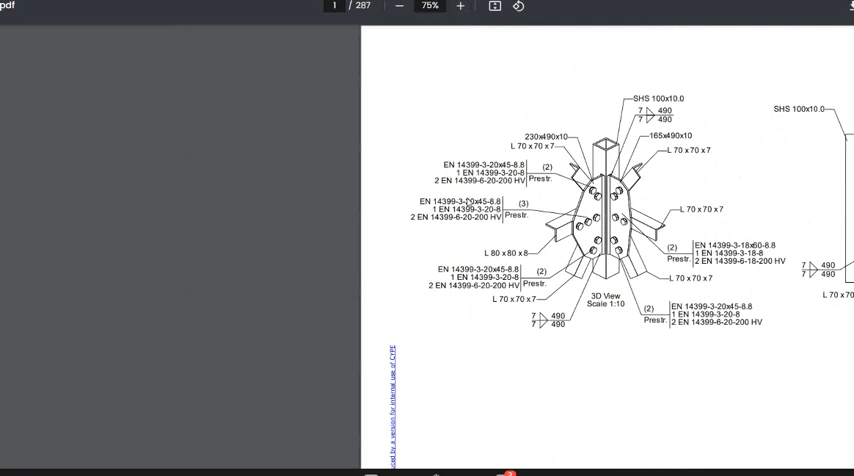 pdf
1 / 287
75%
SHS 100x10.0
7 490
7 490
SHS 100x10.0
230x490x10
165x490x10
L 70 x 70 x 7
L 70 x 70 x 7
EN 14399-3-20x45-8.8
1 EN 14399-3-20-8
2 EN 14399-6-20-200 HV
(2)
Prestr.
EN 14399-3-20x45-8.8
1 EN 14399-3-20-8
2 EN 14399-6-20-200 HV
(3)
Prestr.
L 70 x 70 x 7
L 80 x 80 x 8
(2)
Prestr.
EN 14399-3-18x60-8.8
1 EN 14399-3-18-8
2 EN 14399-6-18-200 HV
7 490
7 490
EN 14399-3-20x45-8.8
1 EN 14399-3-20-8
2 EN 14399-6-20-200 HV
(2)
Prestr.
L 70 x 70 x 7
L 70 x 70 x 7
L 70 x 70
3D View
Scale 1:10
(2)
Prestr.
EN 14399-3-20x45-8.8
1 EN 14399-3-20-8
2 EN 14399-6-20-200 HV
7 490
7 490
uced by a version for internal use of CYPE